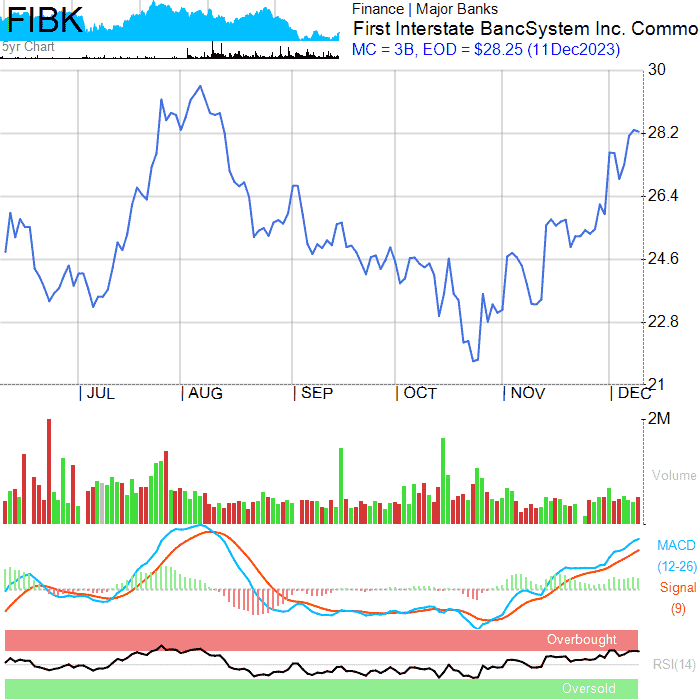 FIBK
5yr Chart
Finance | Major Banks
First Interstate BancSystem Inc. Commo
MC = 3B, EOD = $28.25 (11Dec2023)
30
28.2
26.4
24.6
22.8
21
| JUL
| AUG
| SEP
| OCT
| NOV
| DEC
2M
Volume
MACD
(12-26)
Signal
(9)
Overbought
RSI(14)
Oversold